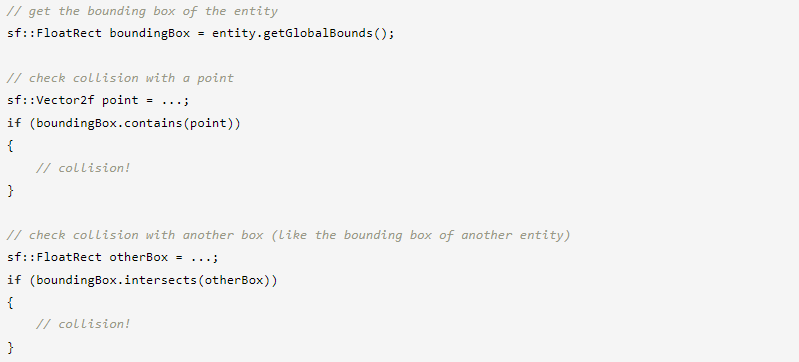 // get the bounding box of the entity
sf::FloatRect boundingBox = entity.getGlobalBounds();
// check collision with a point
sf::Vector2f point = ...;
if (boundingBox.contains(point))
{
// collision!
}
// check collision with another box (like the bounding box of another entity)
sf::FloatRect otherBox = ...;
if (boundingBox.intersects(otherBox))
{
// collision!
}